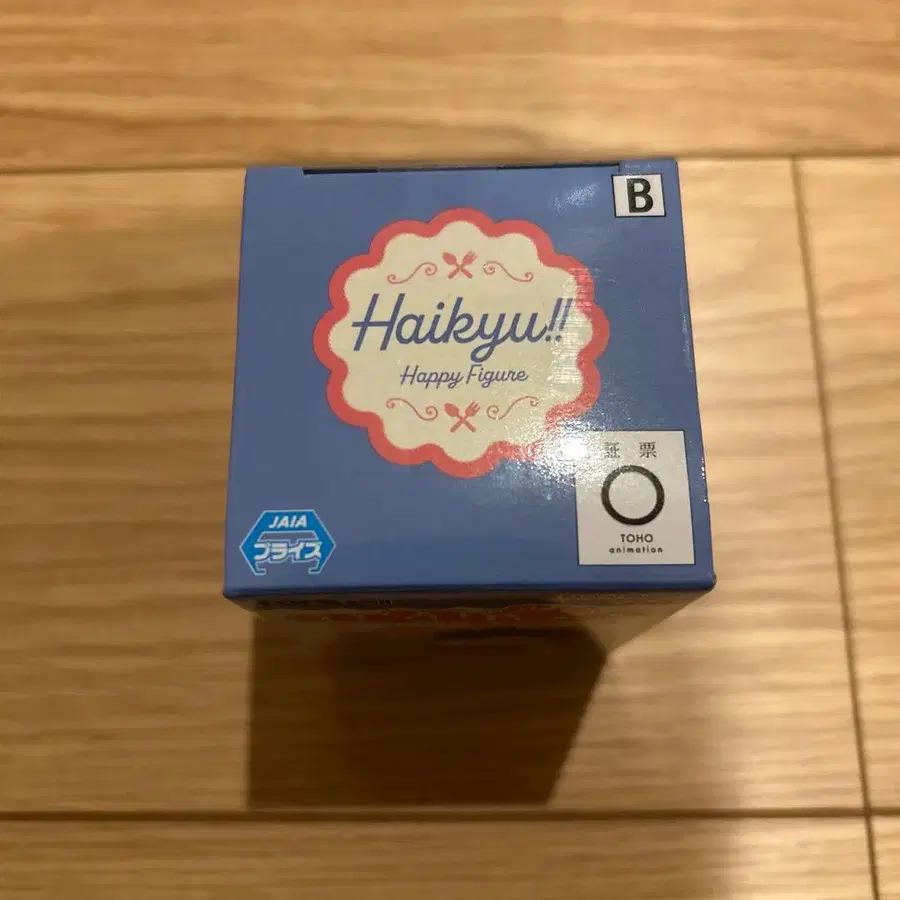 B
Haikyu!!
Happy Figure
証 票
TOHO
animation
JAIA
プライズ